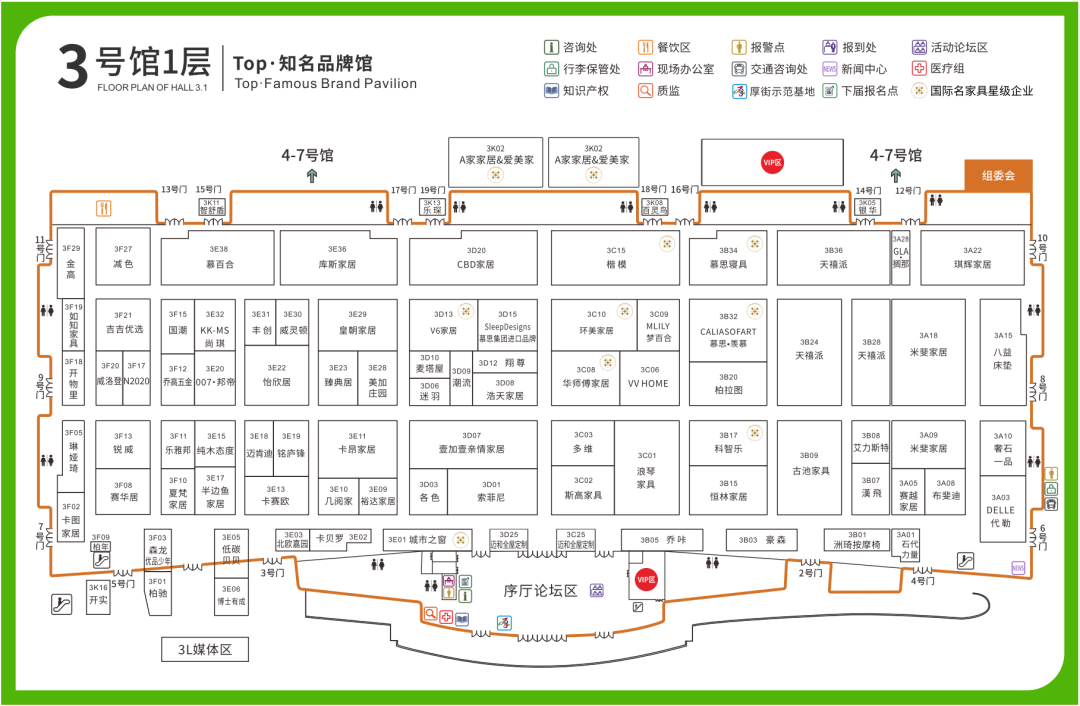 3号馆1层
FLOOR PLAN OF HALL 3.1
Top·知名品牌馆
Top·Famous Brand Pavilion
咨询处
餐饮区
报警点
报到处
活动论坛区
行李保管处
现场办公室
交通咨询处
NEWS
新闻中心
医疗组
知识产权
质监
厚街示范基地
下届报名点
国际名家具星级企业
4-7号馆
3K02
A家家居&爱美家
3K02
A家家居&爱美家
VIP区
4-7号馆
组委会
13号门
15号门
17号门
19号门
18号门
16号门
14号门
12号门
3K11
智舒盾
3K13
乐琛
3K08
百灵鸟
3K05
银华
11号门
3F29
金高
3F27
减色
3E38
慕百合
3E36
库斯家居
3D20
CBD家居
3C15
楷模
3B34
慕思寝具
3B36
天禧派
3A28
GLA·摘那
3A22
琪辉家居
10号门
3F19
如知家具
3F21
吉吉优选
3F15
国潮
3E32
KK-MS
尚琪
3E31
丰创
3E30
威灵顿
3E29
皇朝家居
3D13
V6家居
3D15
SleepDesigns
慕思集团进口品牌
3C10
环美家居
3C09
MLILY
梦百合
3B32
CALIASOFART
慕思•羡慕
3B24
天禧派
3B28
天禧派
3A18
米斐家居
3A15
八益
床垫
9号门
3F18
开物里
3F20
威洛登
3F17
N2020
3F12
乔高五金
3E20
007·邦帝
3E22
怡欣居
3E23
臻典居
3E28
美加
庄园
3D10
麦塔屋
3D09
潮流
3D12 翔尊
3D06
迷羽
3D08
浩天家居
3C08
华师傅家居
3C06
VV HOME
3B20
柏拉图
8号门
3F05
琳娅琦
3F13
锐威
3F11
乐雅邦
3E15
纯木态度
3E18
迈肯迪
3E19
铭庐锋
3E11
卡昂家居
3D07
壹加壹亲情家居
3C03
多维
3C01
浪琴
家具
3B17
科智乐
3B09
古池家具
3B08
艾力斯特
3A09
米斐家居
3A10
奢石
一品
3F02
卡图
家居
3F08
赛华居
3F10
夏梵
家居
3E17
半边鱼
家居
3E13
卡赛欧
3E10
几阅家
3E09
裕达家居
3D03
各色
3D01
索菲尼
3C02
斯高家具
3B15
恒林家居
3B07
漢飛
3A05
赛越
家居
3A08
布斐迪
3A03
DELLE
代勒
7号门
3F09
柏年
3F03
森龙
优品少年
3E05
低碳
贝贝
3E03
北欧嘉园
卡贝罗
3E02
3E01 城市之窗
3D25
迈和全屋定制
3C25
迈和全屋定制
3B05 乔咔
3B03 豪森
3B01
洲琦按摩椅
3A01
石代
力量
6号门
3K16
开实
5号门
3F01
柏驰
3E06
博士有成
3号门
序厅论坛区
VIP区
2号门
4号门
NEWS
3L媒体区